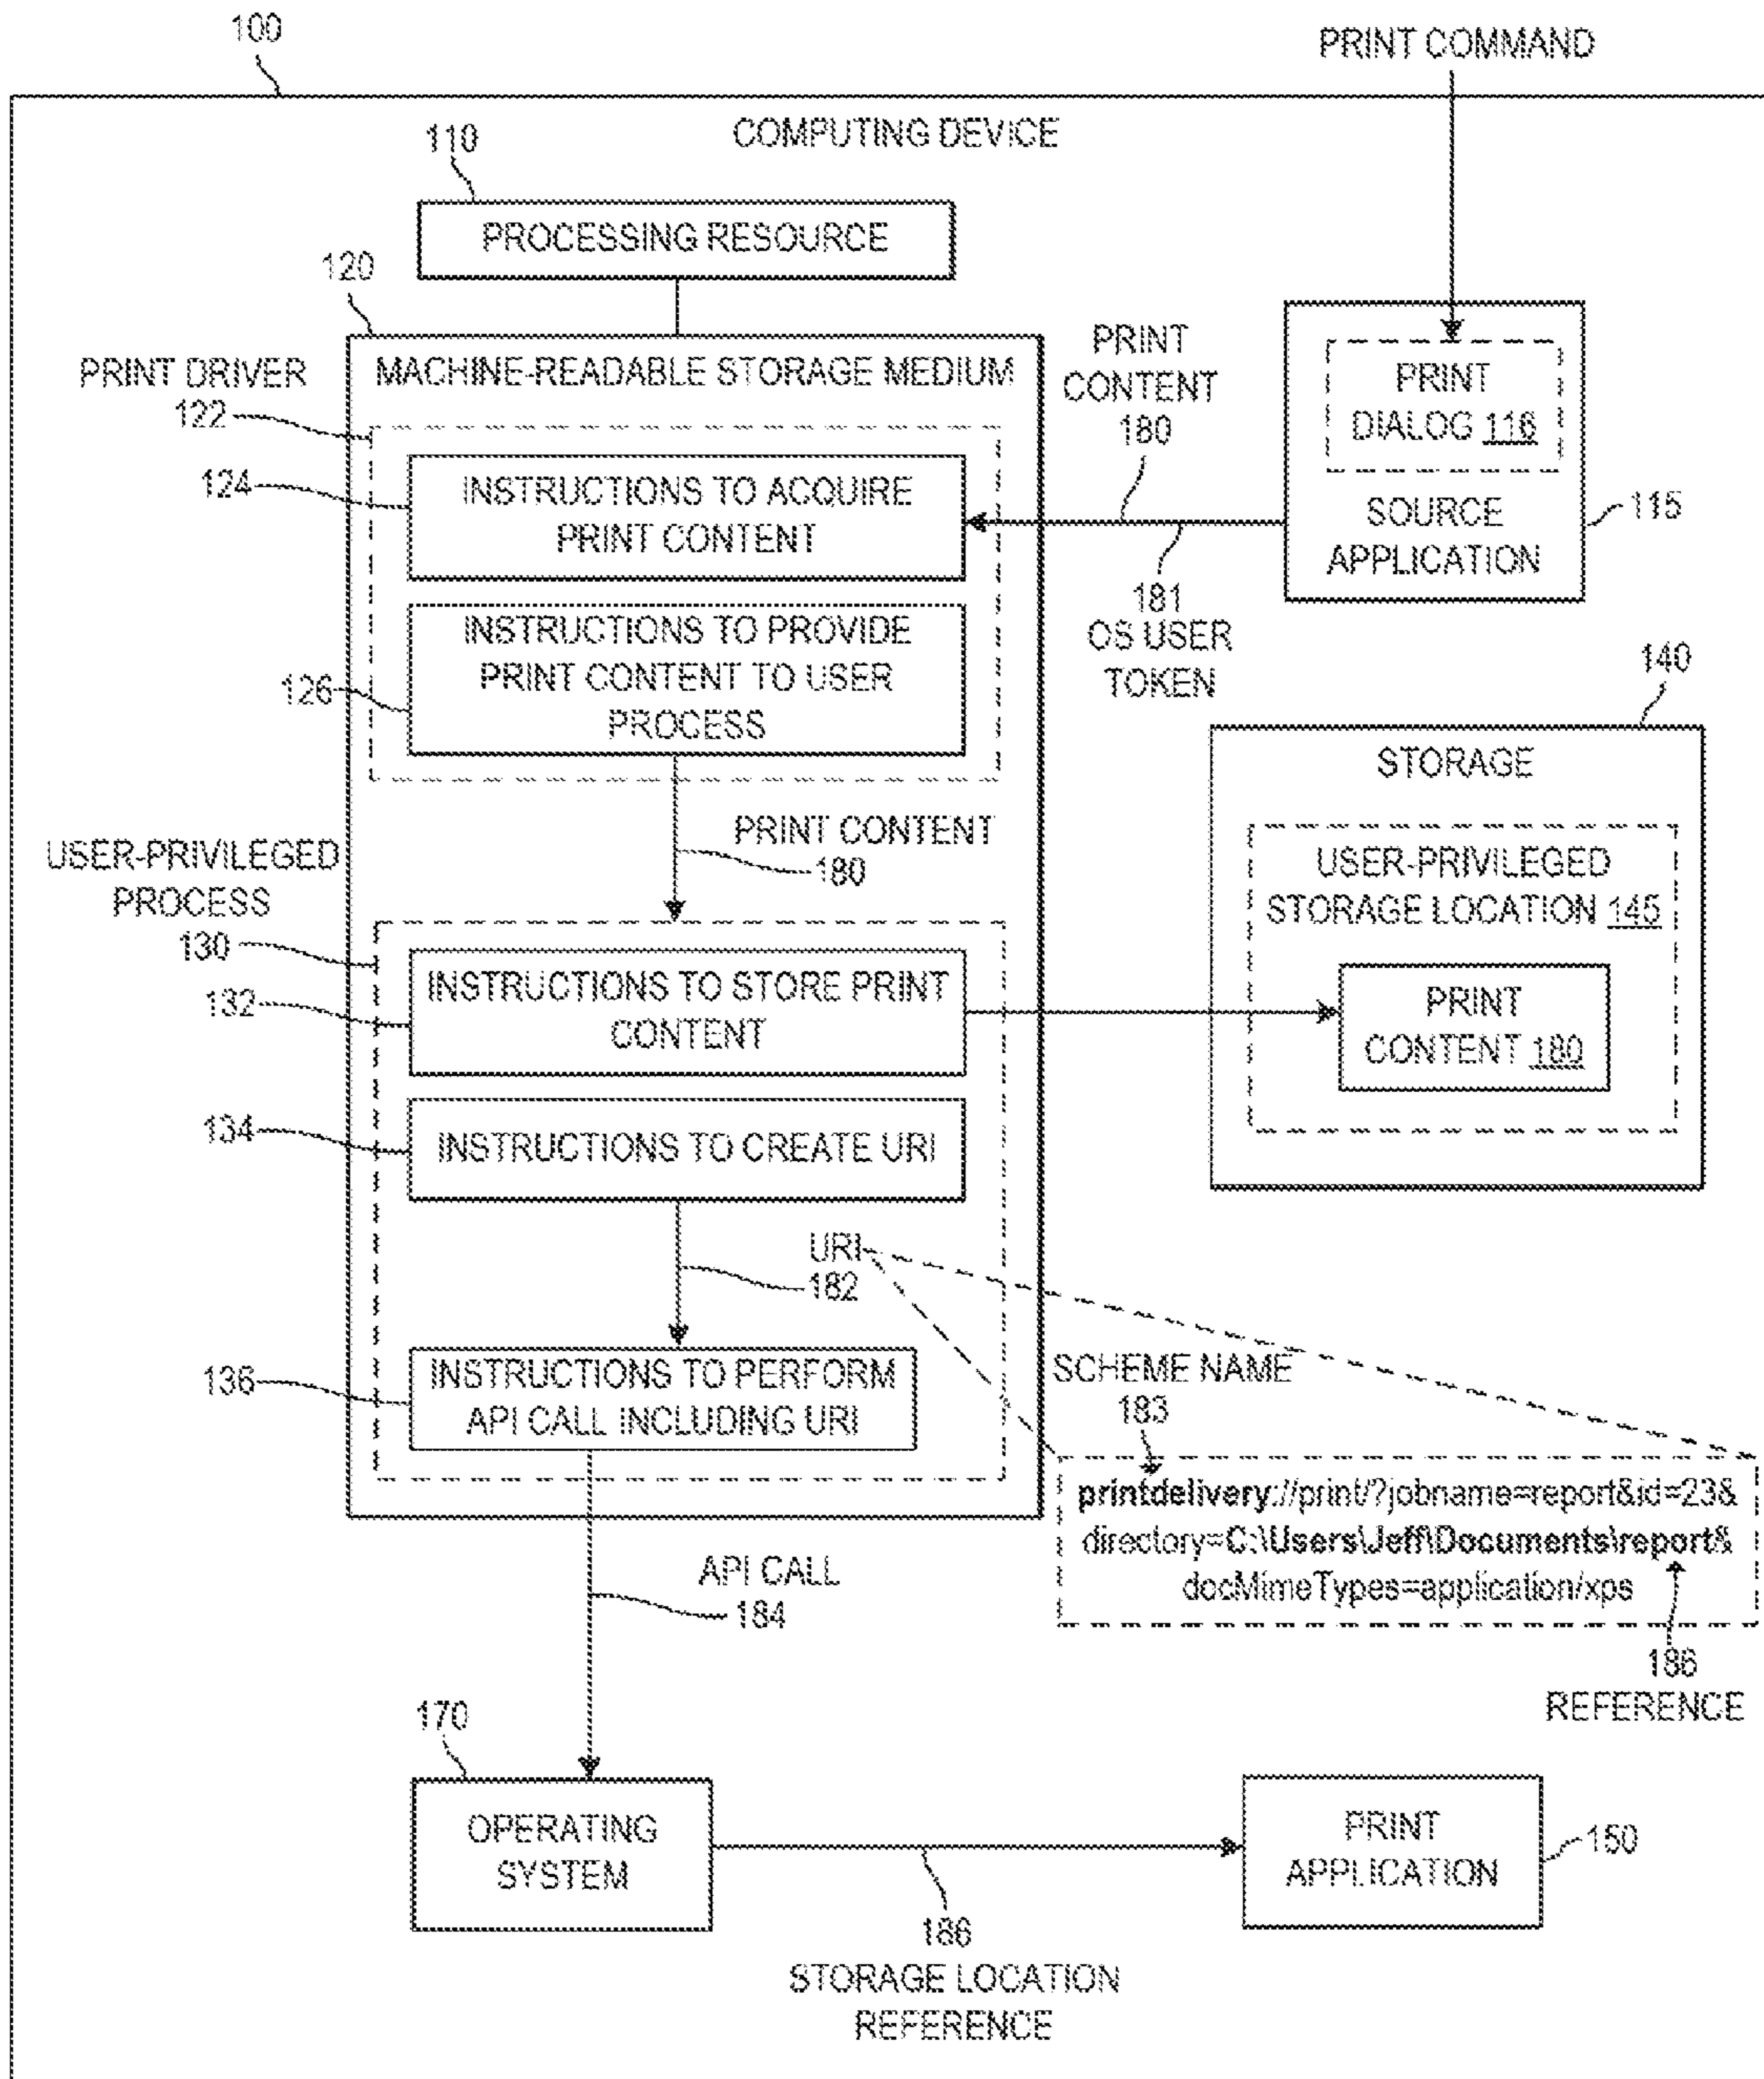 100
PRINT COMMAND
COMPUTING DEVICE
110
PROCESSING RESOURCE
120
PRINT DRIVER
122
MACHINE-READABLE STORAGE MEDIUM
PRINT
CONTENT
180
PRINT
DIALOG 116
124
INSTRUCTIONS TO ACQUIRE
PRINT CONTENT
SOURCE
APPLICATION
115
181
OS USER
TOKEN
126
INSTRUCTIONS TO PROVIDE
PRINT CONTENT TO USER
PROCESS
140
STORAGE
PRINT CONTENT
180
USER-PRIVILEGED
PROCESS
130
USER-PRIVILEGED
STORAGE LOCATION 145
132
INSTRUCTIONS TO STORE PRINT
CONTENT
PRINT
CONTENT 180
134
INSTRUCTIONS TO CREATE URI
URI
182
136
INSTRUCTIONS TO PERFORM
API CALL INCLUDING URI
SCHEME NAME
183
printdelivery://print/?jobname=report&id=23&
directory=C:\Users\Jeff\Documents\report&
docMimeTypes=application/xps
API CALL
184
186
REFERENCE
170
OPERATING
SYSTEM
PRINT
APPLICATION
150
186
STORAGE LOCATION
REFERENCE